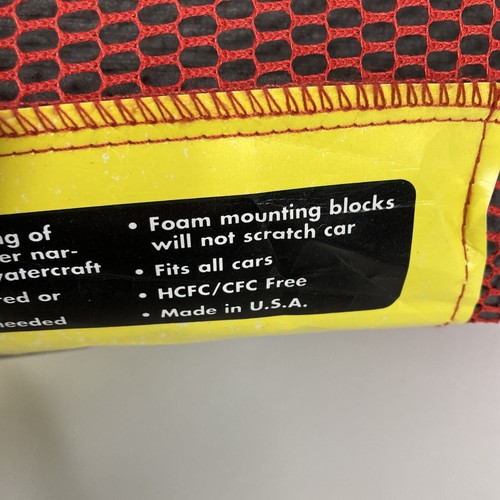 ng of
er nar-
vatercraft
red or
needed
• Foam mounting blocks
will not scratch car
• Fits all cars
• HCFC/CFC Free
• Made in U.S.A.